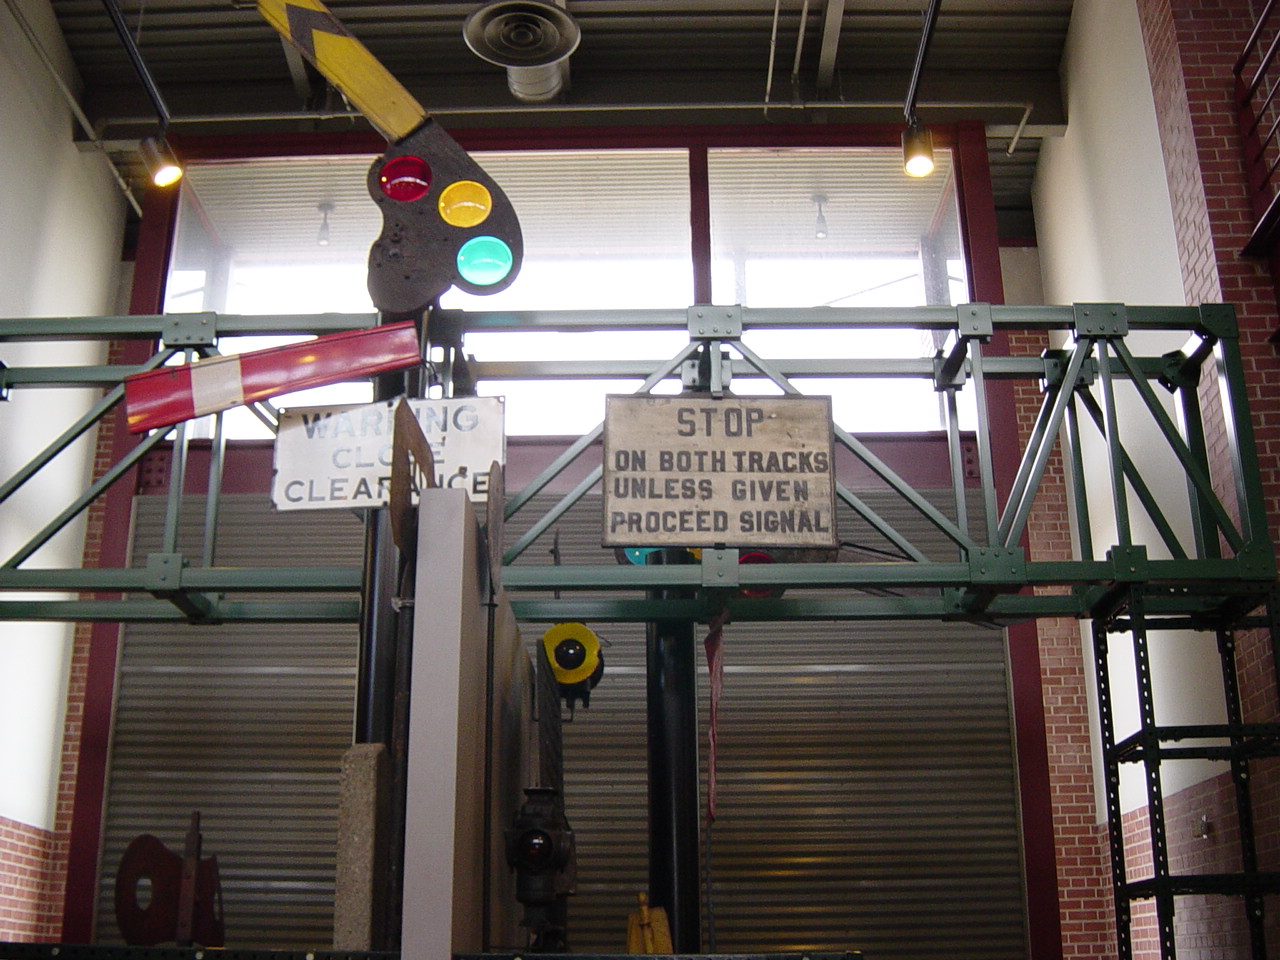 WARNING
CLOSE
CLEARANCE
STOP
ON BOTH TRACKS
UNLESS GIVEN
PROCEED SIGNAL